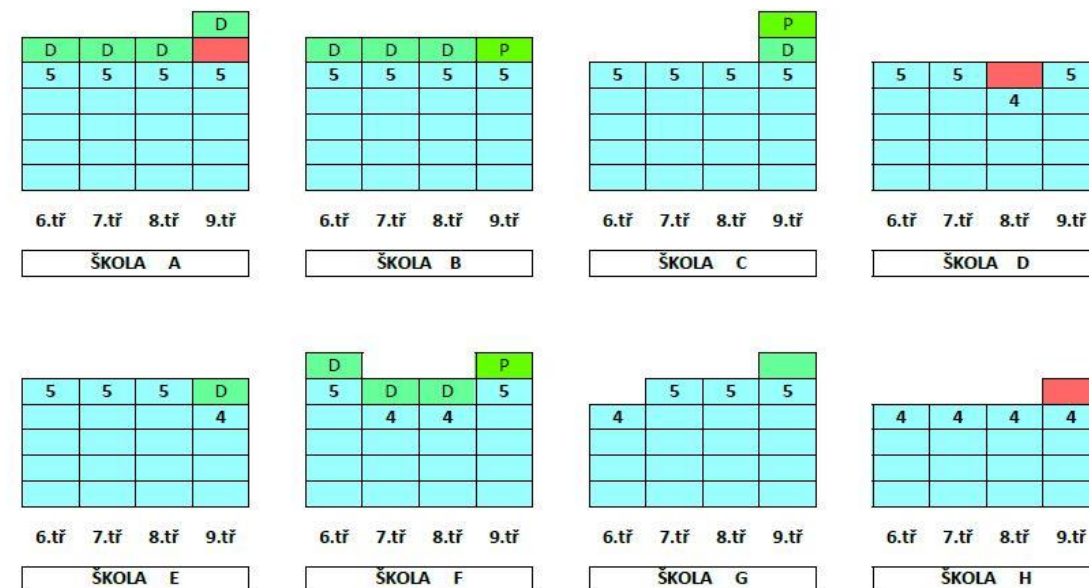 D P
D D D D D D P D
5 5 5 5 5 5 5 5 5 5 5 5 5 5 5
4
6.tř 7.tř 8.tř 9.tř 6.tř 7.tř 8.tř 9.tř 6.tř 7.tř 8.tř 9.tř 6.tř 7.tř 8.tř 9.tř
ŠKOLA A ŠKOLA B ŠKOLA C ŠKOLA D
D P
5 5 5 D 5 D D 5 5 5 5
4 4 4 4 4 4 4 4
6.tř 7.tř 8.tř 9.tř 6.tř 7.tř 8.tř 9.tř 6.tř 7.tř 8.tř 9.tř 6.tř 7.tř 8.tř 9.tř
ŠKOLA E ŠKOLA F ŠKOLA G ŠKOLA H